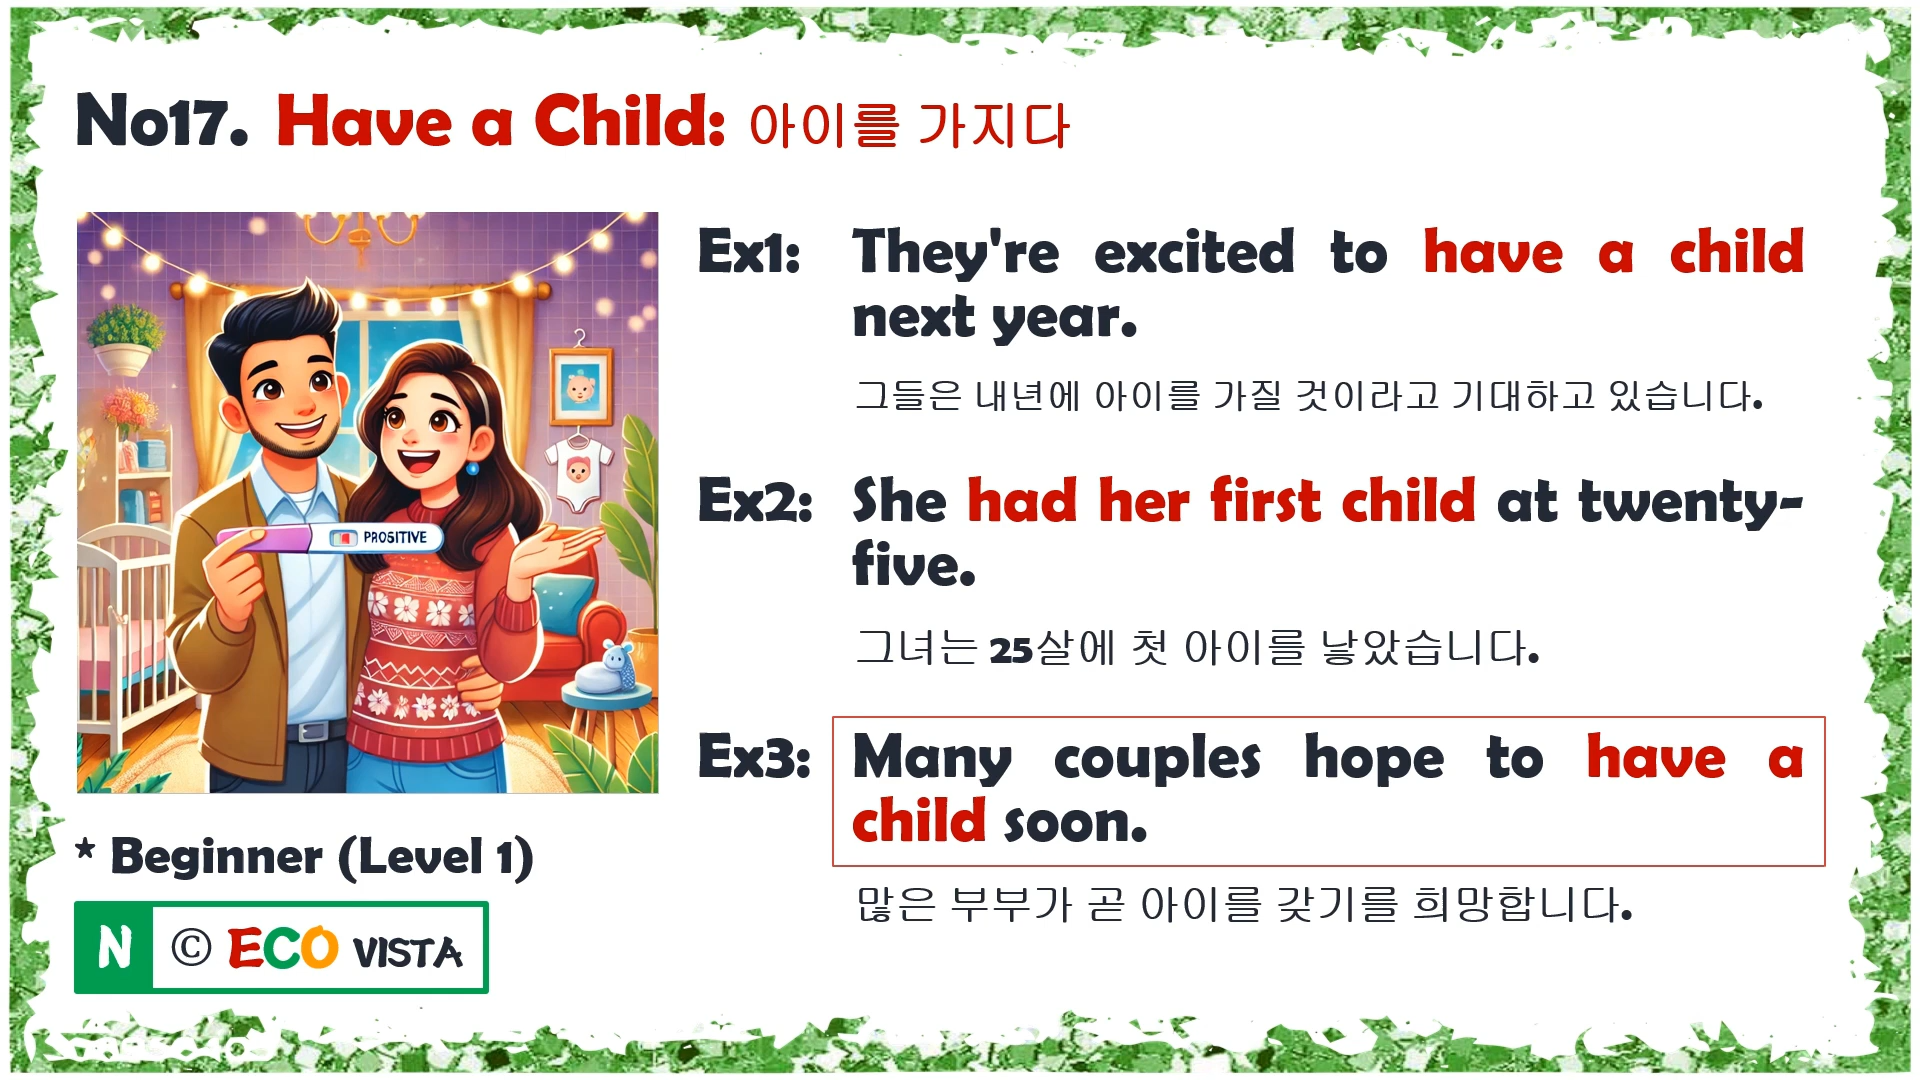 No17. Have a Child: 아이를 가지다
PROSITIVE
Ex1: They're excited to have a child
next year.
그들은 내년에 아이를 가질 것이라고 기대하고 있습니다.
Ex2: She had her first child at twenty-
five.
그녀는 25살에 첫 아이를 낳았습니다.
Ex3: Many couples hope to have a
child soon.
많은 부부가 곧 아이를 갖기를 희망합니다.
* Beginner (Level 1)
N © ECO VISTA